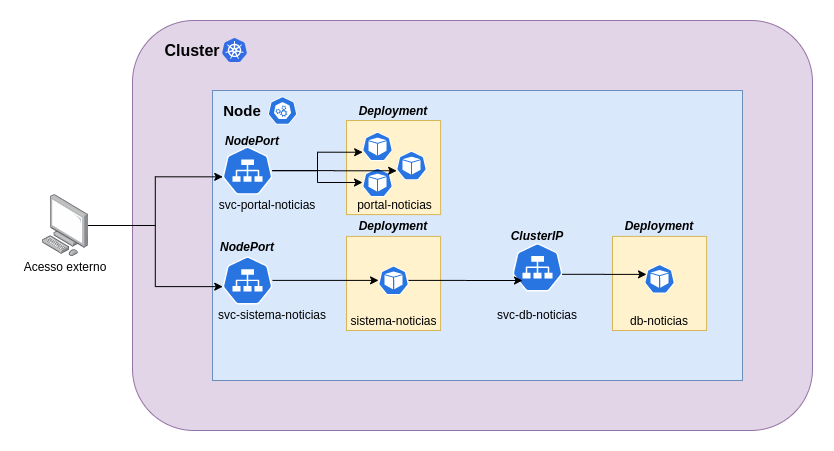 Cluster
Node
Deployment
NodePort
svc-portal-noticias
portal-noticias
Acesso externo
NodePort
svc-sistema-noticias
Deployment
sistema-noticias
ClusterIP
svc-db-noticias
Deployment
db-noticias